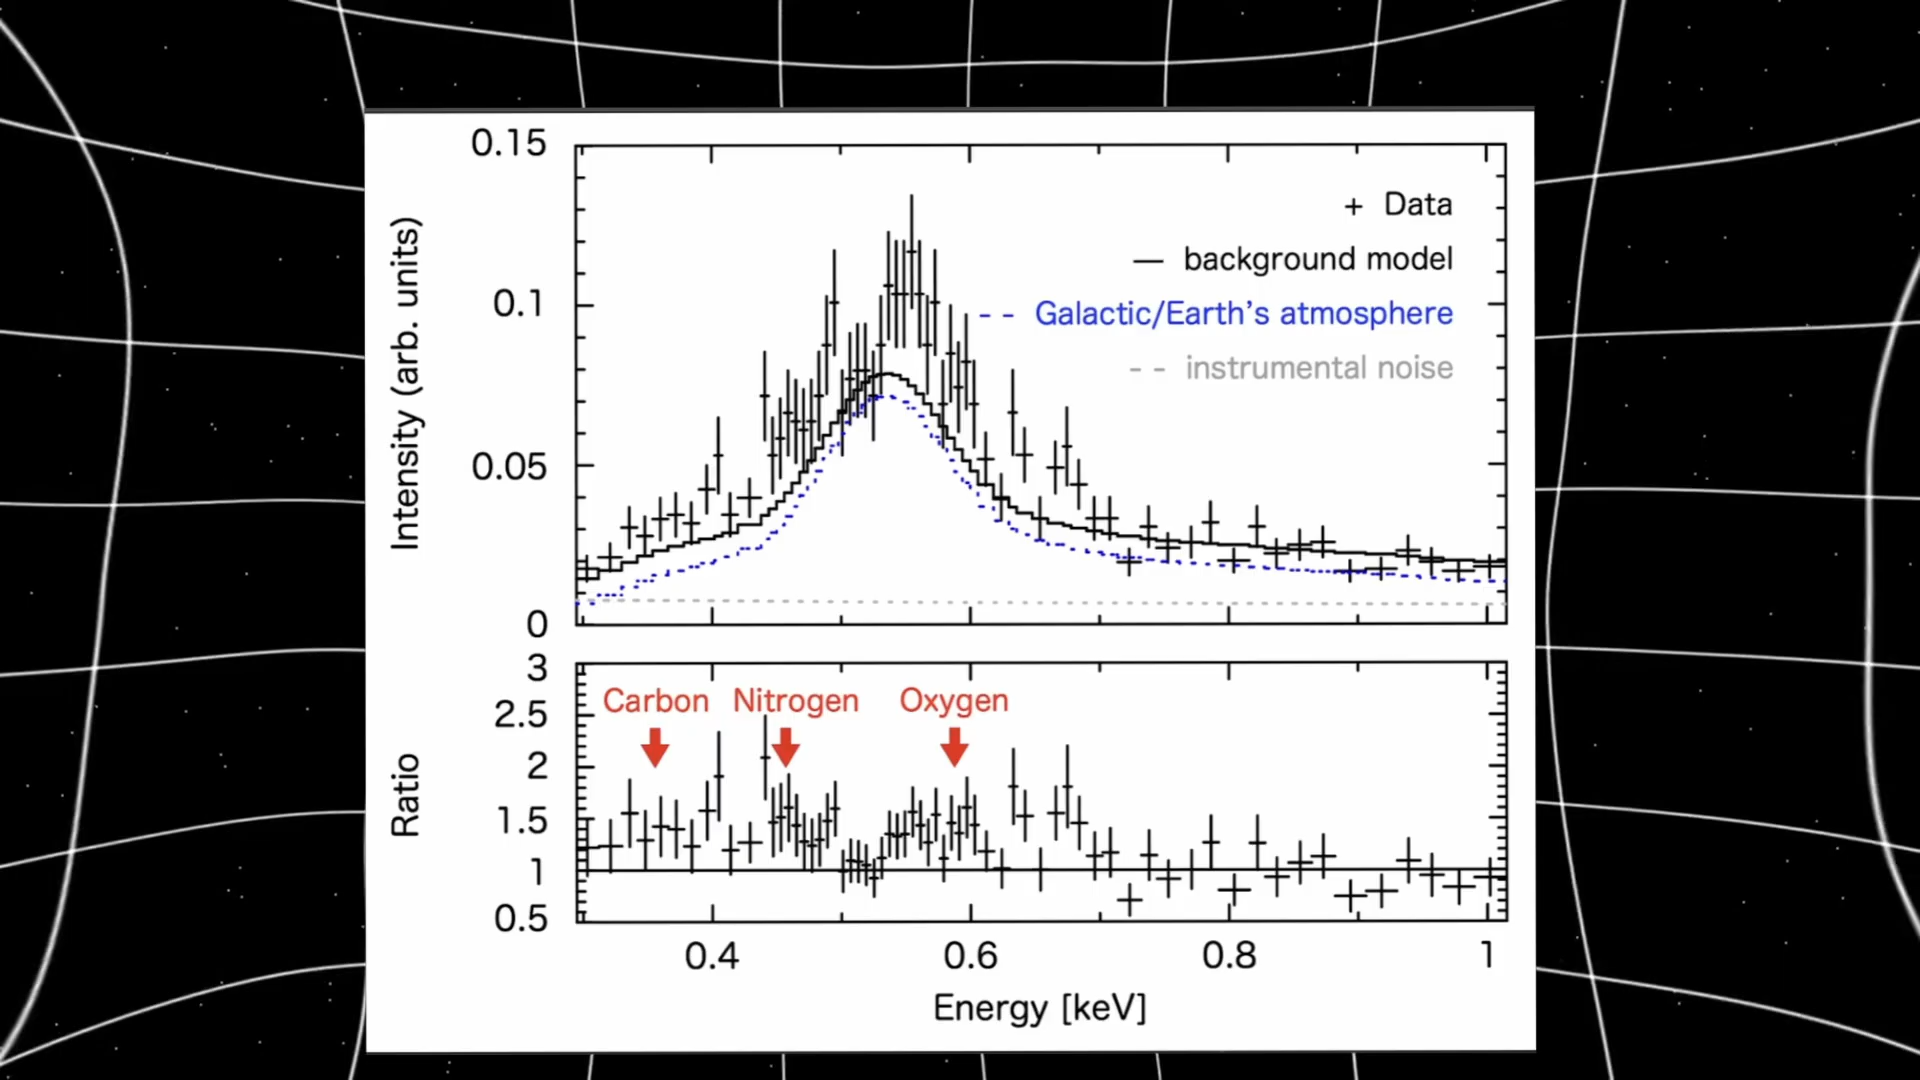 0.15
0.1
0.05
0
Intensity (arb. units)
+ Data
— background model
-- Galactic/Earth's atmosphere
-- instrumental noise
3
2.5
2
1.5
1
0.5
Ratio
Carbon Nitrogen Oxygen
0.4 0.6 0.8 1
Energy [keV]